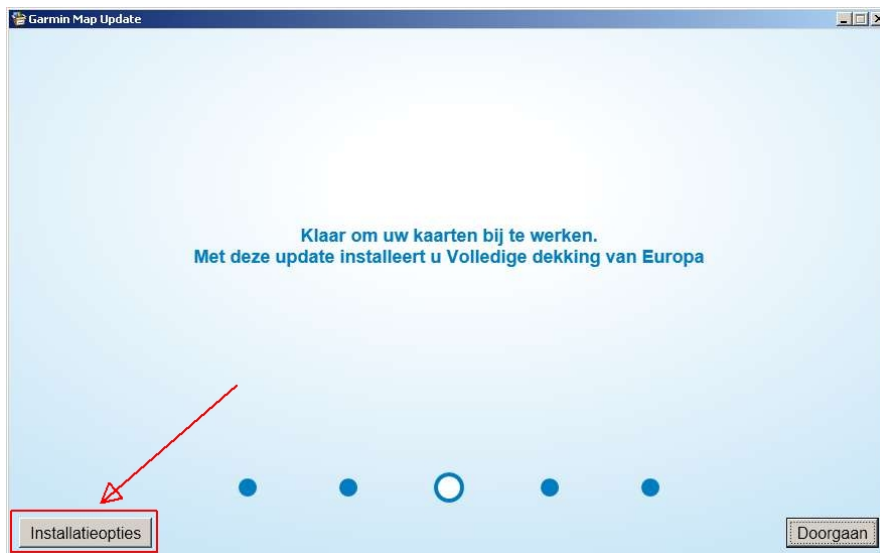 Garmin Map Update
Klaar om uw kaarten bij te werken.
Met deze update installeert u Volledige dekking van Europa
Installatieopties
Doorgaan